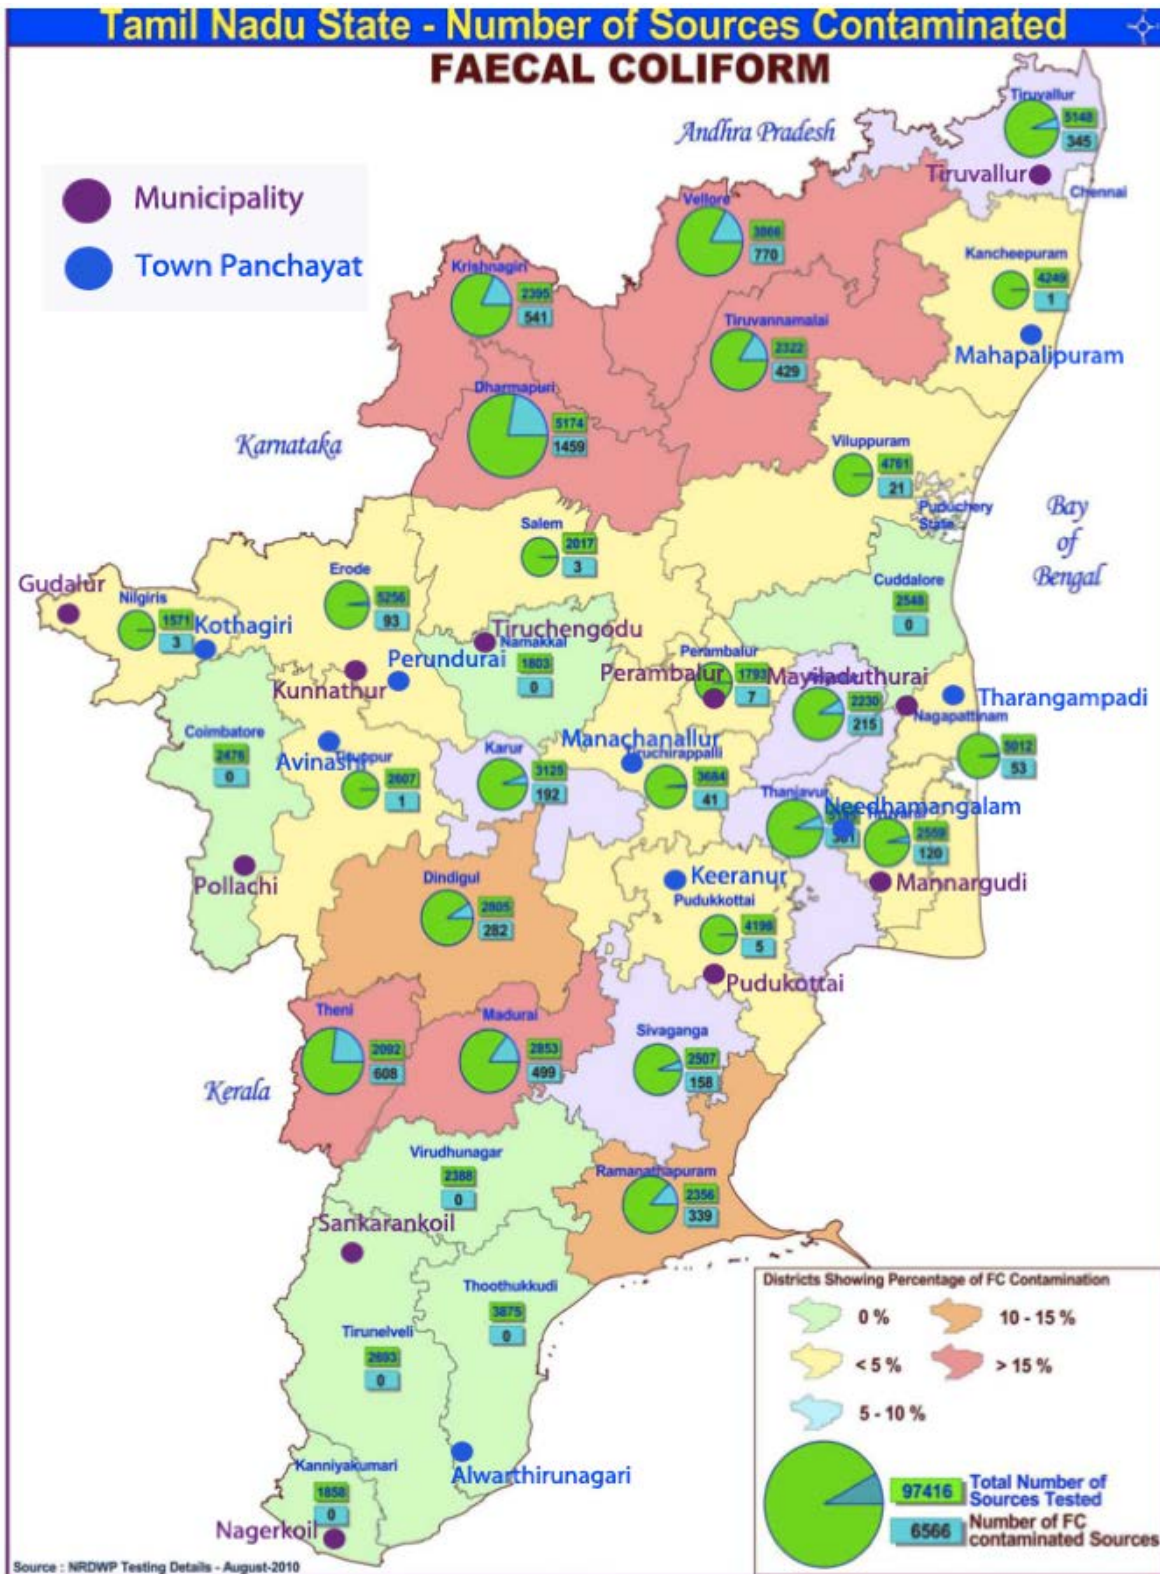 Tamil Nadu State - Number of Sources Contaminated
FAECAL COLIFORM
Andhra Pradesh
Municipality
Town Panchayat
Tiruvallur
5148
345
Tiruvallur
Chennai
Vellore
3866
770
Kancheepuram
4249
1
Mahapalipuram
Krishnagiri
2395
541
Tiruvannamalai
2322
429
Dharmapuri
5174
1459
Karnataka
Viluppuram
4761
21
Puduchery
State
Bay
of
Bengal
Salem
2017
3
Erode
5256
93
Cuddalore
2548
0
Gudalur
Nilgiris
1571
3
Kothagiri
Tiruchengodu
Namakkal
1803
0
Kunnathur
Perundurai
Perambalur
Perambalur
1793
7
Mayiladuthurai
2230
215
Tharangampadi
Nagapattinam
5012
53
Coimbatore
2476
0
Avinashi
Tiruppur
2607
1
Karur
3125
192
Manachanallur
Tiruchirappalli
3684
41
Thanjavur
Needhamangalam
2559
120
Pollachi
Mannargudi
Dindigul
2805
282
Keeranur
Pudukkottai
4198
5
Pudukottai
Theni
2092
608
Madurai
2853
499
Sivaganga
2507
158
Kerala
Virudhunagar
2388
0
Ramanathapuram
2356
339
Sankarankoil
Thoothukkudi
3875
0
Tirunelveli
2693
0
Alwarthirunagari
Kanniyakumari
1858
0
Nagerkoil
Districts Showing Percentage of FC Contamination
0 %
10 - 15 %
< 5 %
> 15 %
5 - 10 %
97416 Total Number of
Sources Tested
6566 Number of FC
contaminated Sources
Source : NRDWP Testing Details - August-2010